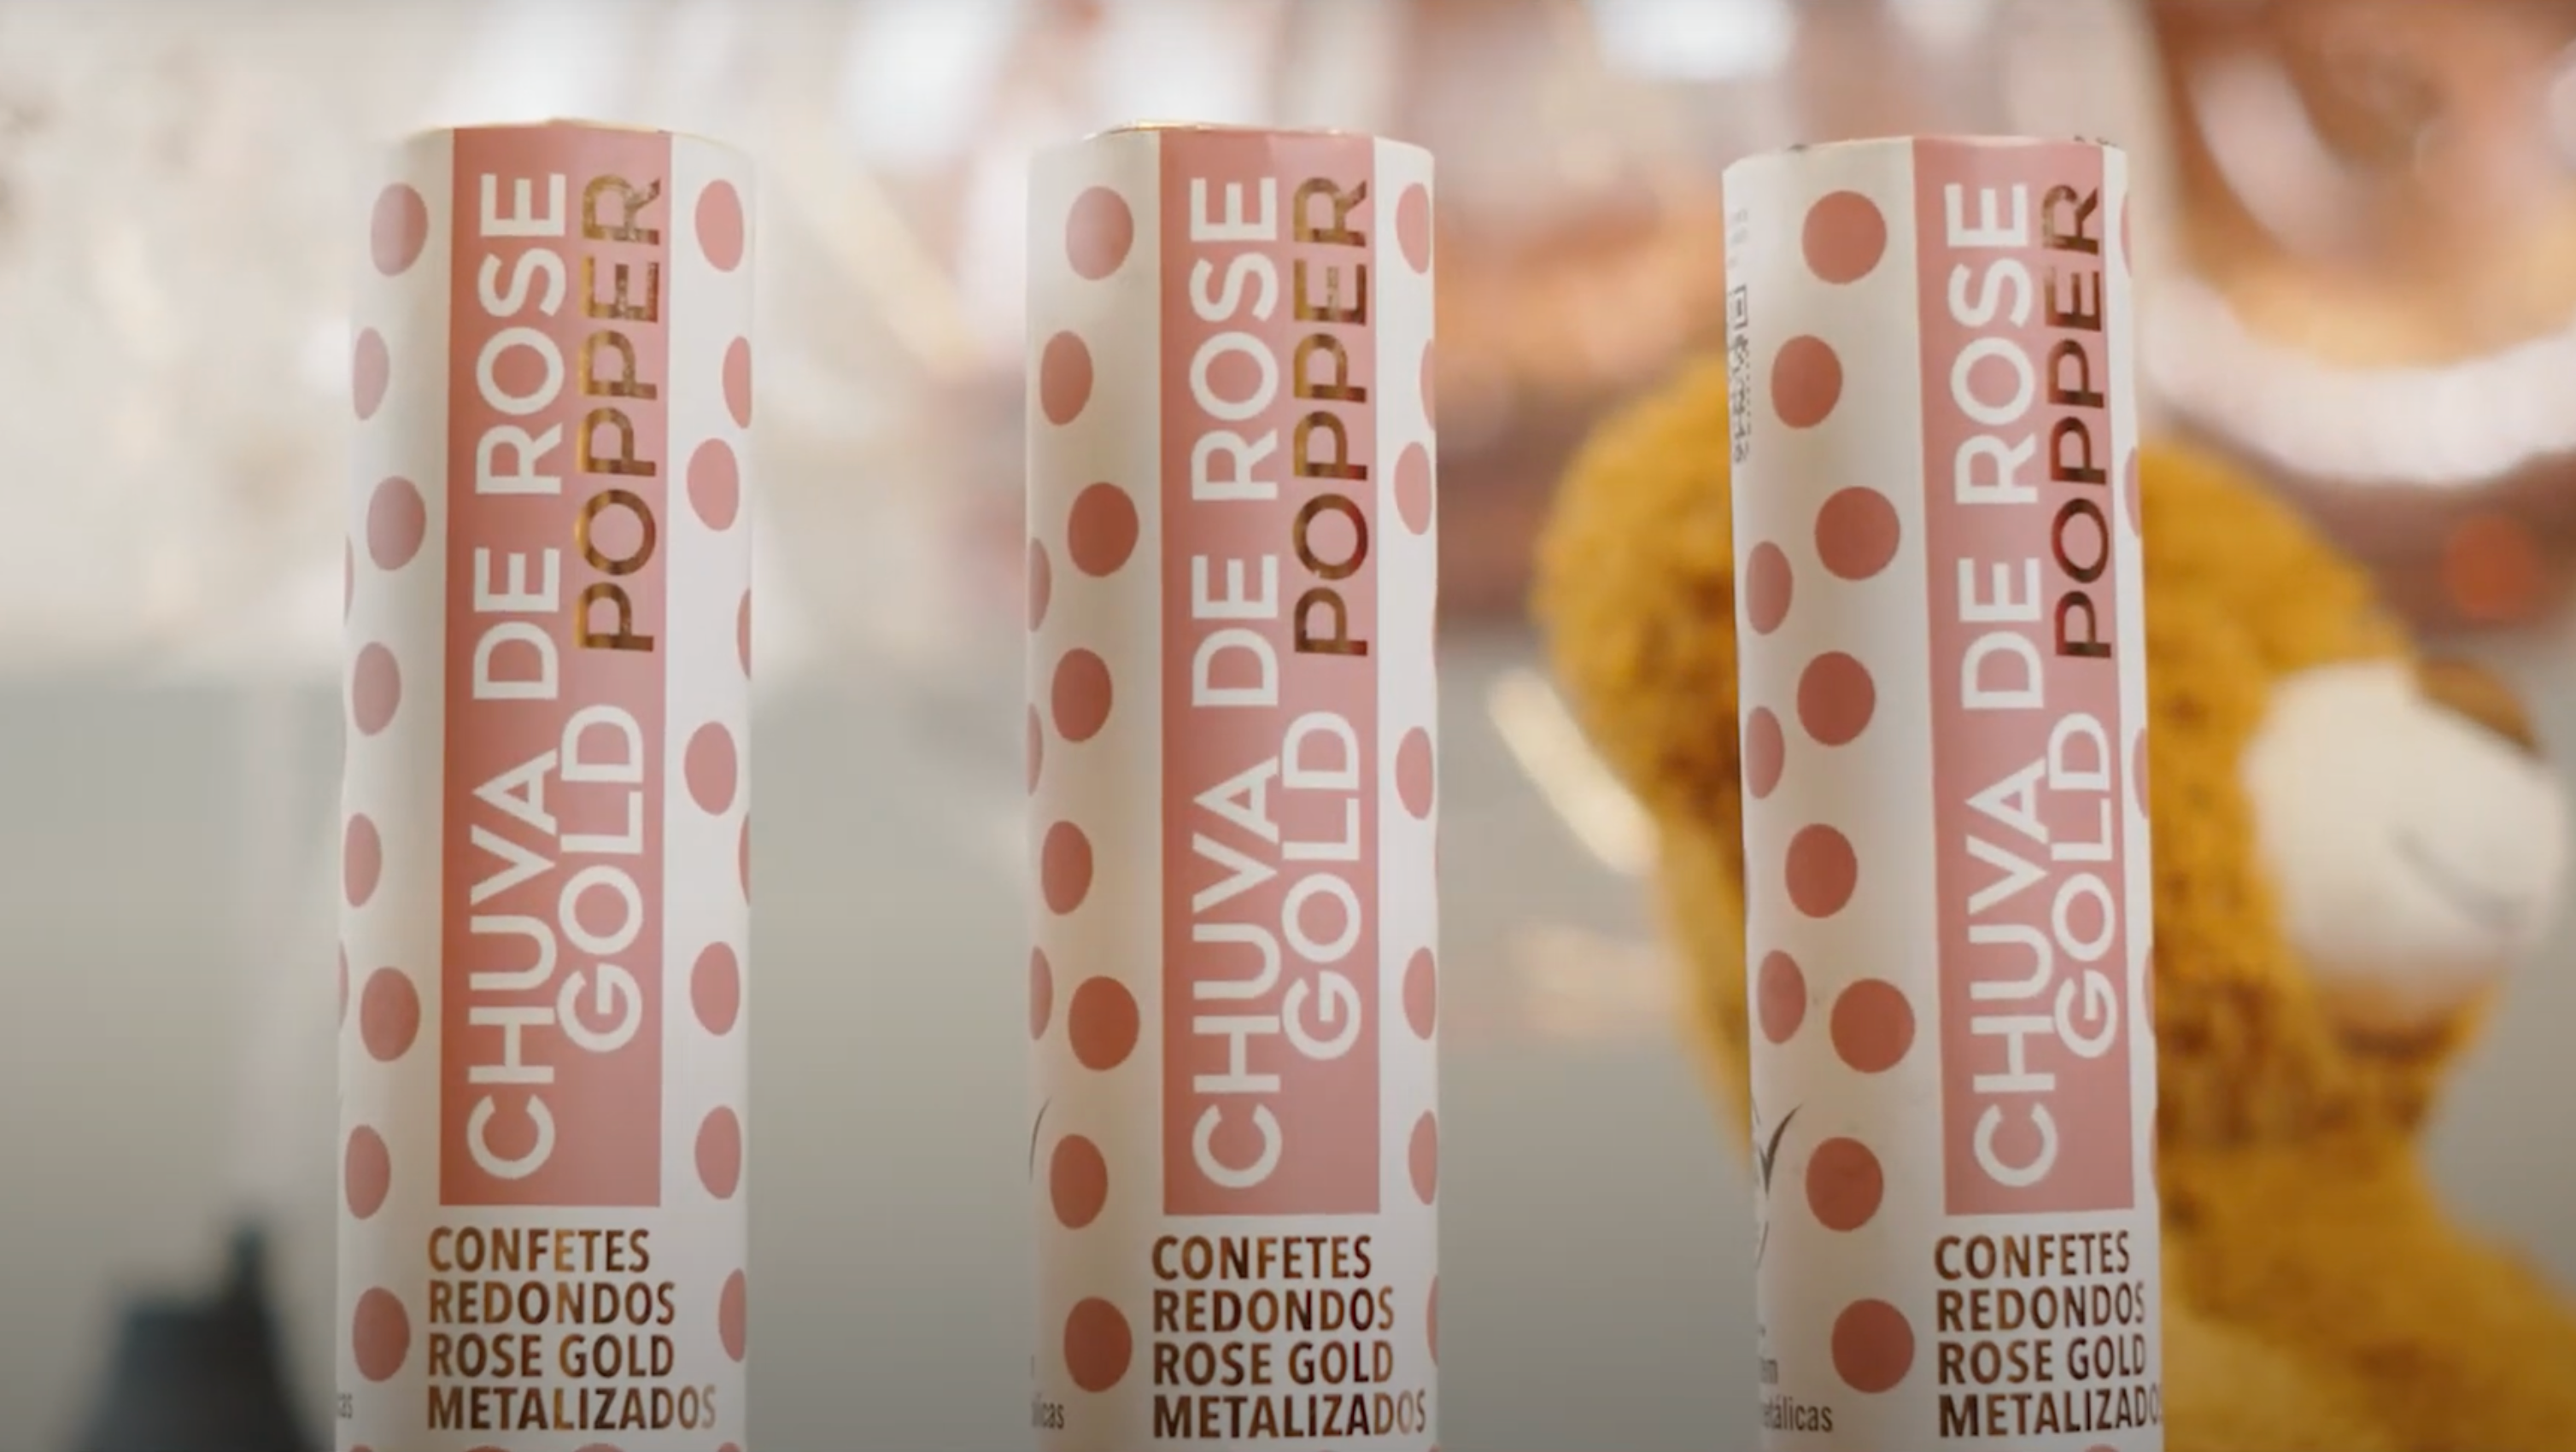 CHUVA DE ROSE
GOLD POPPER
CONFETES
REDONDOS
ROSE GOLD
METALIZADOS
CHUVA DE ROSE
GOLD POPPER
CONFETES
REDONDOS
ROSE GOLD
METALIZADOS
CHUVA DE ROSE
GOLD POPPER
CONFETES
REDONDOS
ROSE GOLD
METALIZADO